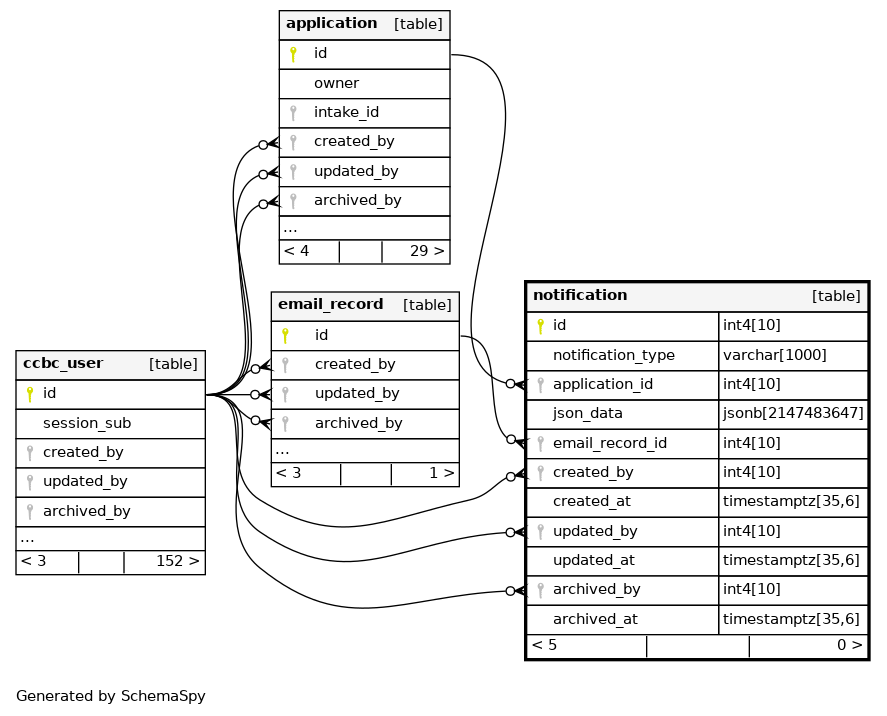 application [table]
id
owner
intake_id
created_by
updated_by
archived_by
...
< 4 29 >
email_record [table]
id
created_by
updated_by
archived_by
...
< 3 1 >
ccbc_user [table]
id
session_sub
created_by
updated_by
archived_by
...
< 3 152 >
notification [table]
id int4[10]
notification_type varchar[1000]
application_id int4[10]
json_data jsonb[2147483647]
email_record_id int4[10]
created_by int4[10]
created_at timestamptz[35,6]
updated_by int4[10]
updated_at timestamptz[35,6]
archived_by int4[10]
archived_at timestamptz[35,6]
< 5 0 >
Generated by SchemaSpy